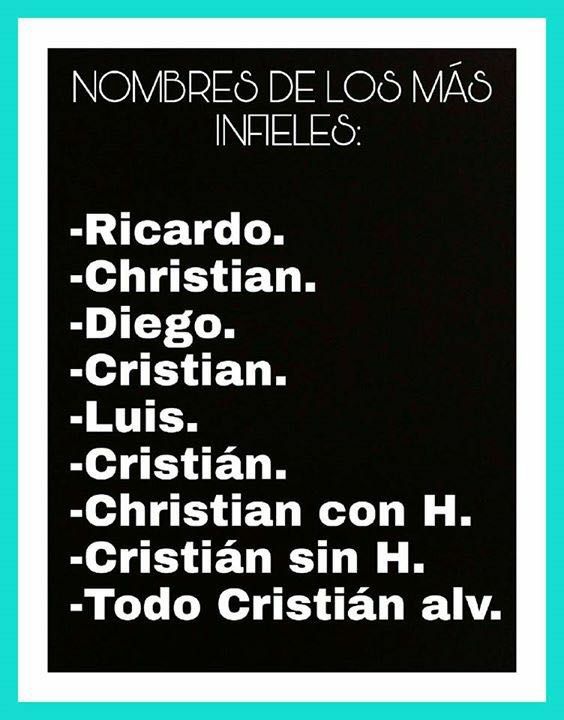 NOMBRES DE LOS MÁS
INFIELES:
-Ricardo.
-Christian.
-Diego.
-Cristian.
-Luis.
-Cristián.
-Christian con H.
-Cristián sin H.
-Todo Cristián alv.